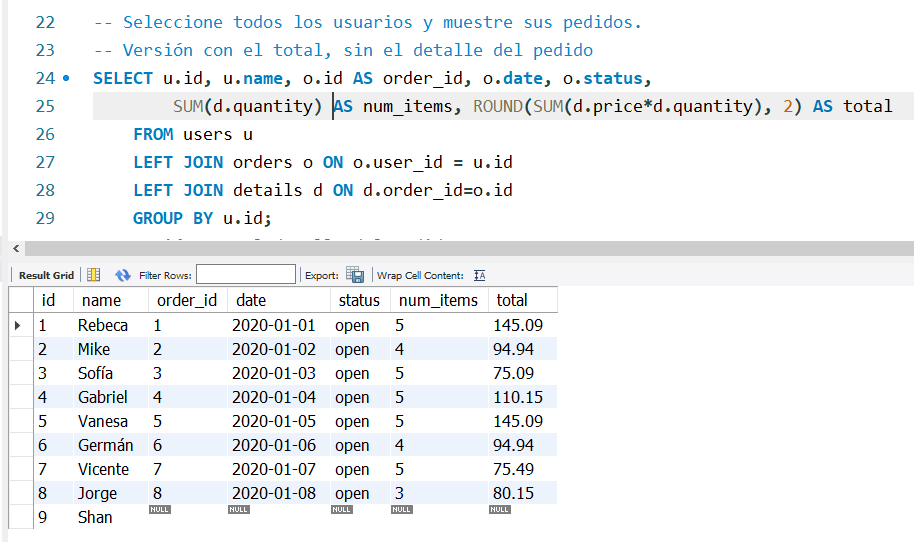 22 -- Seleccione todos los usuarios y muestre sus pedidos.
23 -- Versión con el total, sin el detalle del pedido
24 SELECT u.id, u.name, o.id AS order_id, o.date, o.status,
25 SUM(d.quantity) AS num_items, ROUND(SUM(d.price*d.quantity), 2) AS total
26 FROM users u
27 LEFT JOIN orders o ON o.user_id = u.id
28 LEFT JOIN details d ON d.order_id=o.id
29 GROUP BY u.id;
Result Grid Filter Rows: Export: Wrap Cell Content: IA
id name order_id date status num_items total
1 Rebeca 1 2020-01-01 open 5 145.09
2 Mike 2 2020-01-02 open 4 94.94
3 Sofía 3 2020-01-03 open 5 75.09
4 Gabriel 4 2020-01-04 open 5 110.15
5 Vanesa 5 2020-01-05 open 5 145.09
6 Germán 6 2020-01-06 open 4 94.94
7 Vicente 7 2020-01-07 open 5 75.49
8 Jorge 8 2020-01-08 open 3 80.15
9 Shan NULL NULL NULL NULL NULL